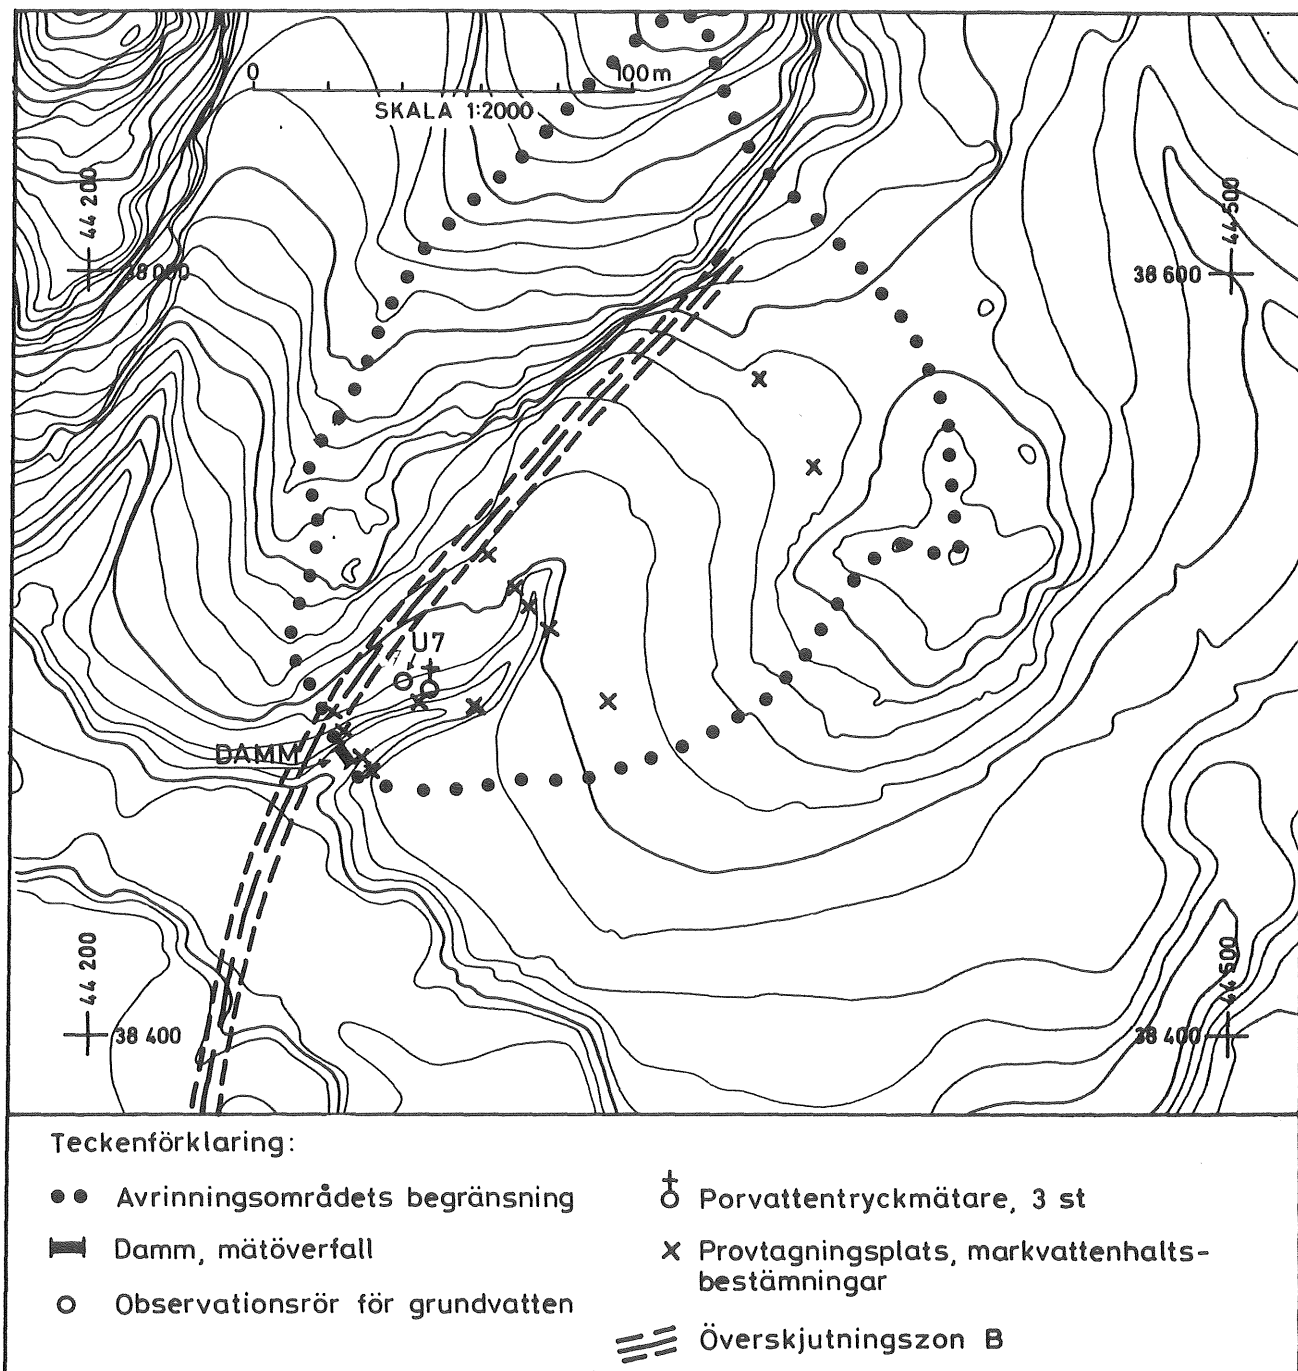 0 100 m
SKALA 1:2000
44 200
44 500
38 600
38 600
U7
DAMM
44 200
44 500
38 400
38 400
Teckenförklaring:
Avrinningsområdets begränsning
Damm, mätöverfall
Observationsrör för grundvatten
Porvattentryckmätare, 3 st
Provtagningsplats, markvattenhalts-
bestämningar
Överskjutningszon B